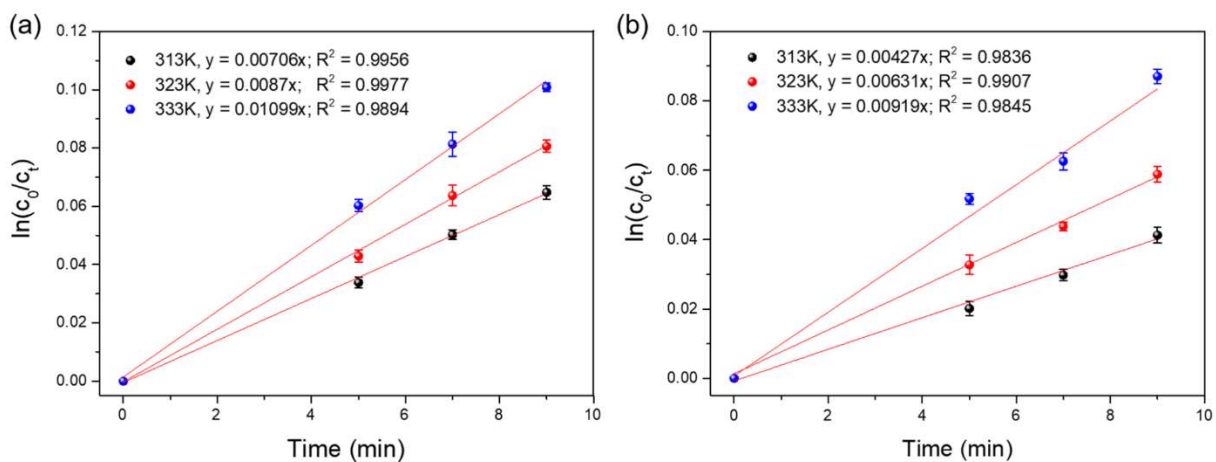 (a)
0.12
0.10
0.08
0.06
0.04
0.02
0.00
ln(c₀/cₜ)
313K, y = 0.00706x; R² = 0.9956
323K, y = 0.0087x; R² = 0.9977
333K, y = 0.01099x; R² = 0.9894
0 2 4 6 8 10
Time (min)
(b)
0.10
0.08
0.06
0.04
0.02
0.00
ln(c₀/cₜ)
313K, y = 0.00427x; R² = 0.9836
323K, y = 0.00631x; R² = 0.9907
333K, y = 0.00919x; R² = 0.9845
0 2 4 6 8 10
Time (min)